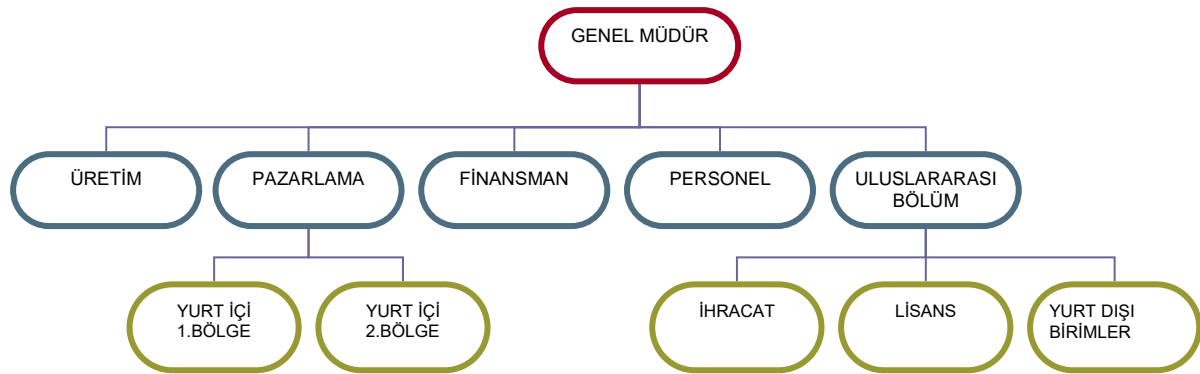 GENEL MÜDÜR
ÜRETİM
PAZARLAMA
FİNANSMAN
PERSONEL
ULUSLARARASI
BÖLÜM
YURT İÇİ
1.BÖLGE
YURT İÇİ
2.BÖLGE
İHRACAT
LİSANS
YURT DIŞI
BİRİMLER